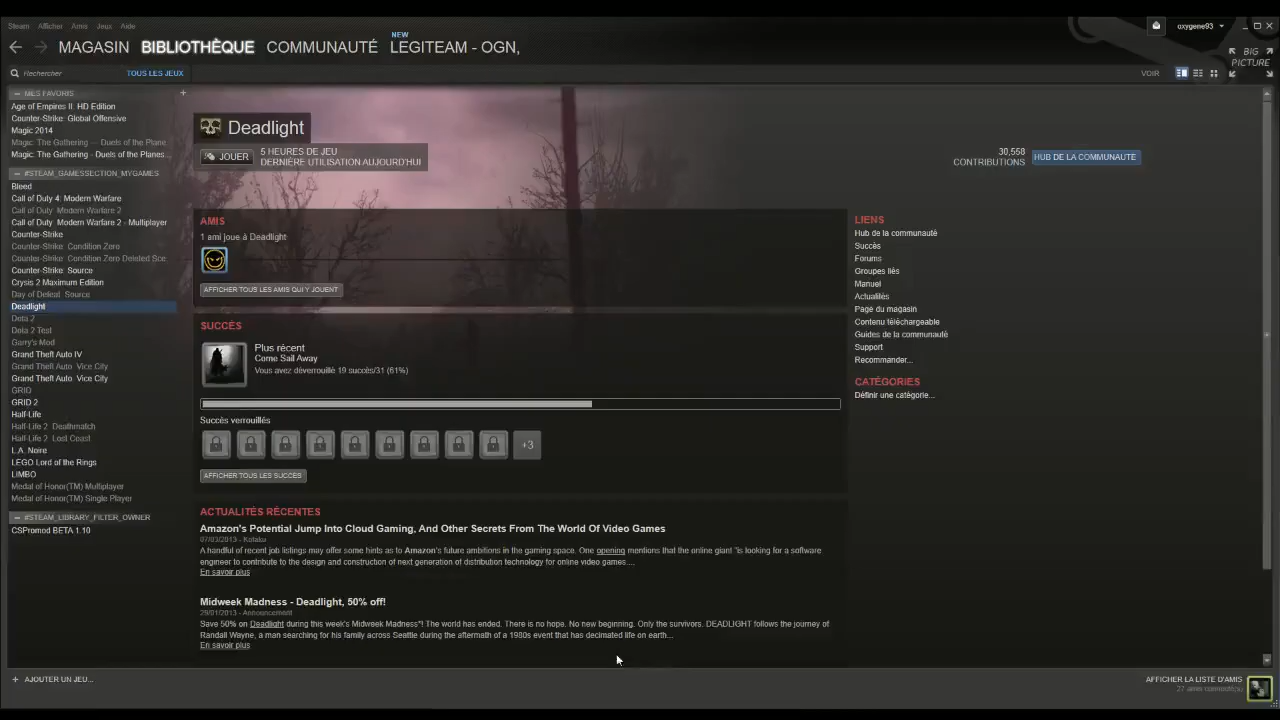 Steam Afficher Amis Jeux Aide
oxygene93
MAGASIN BIBLIOTHÈQUE COMMUNAUTÉ NEW LEGITEAM - OGN,
BIG PICTURE
Rechercher TOUS LES JEUX
VOIR
— MES FAVORIS +
Age of Empires II: HD Edition
Counter-Strike: Global Offensive
Magic 2014
Magic: The Gathering — Duels of the Plane
Magic: The Gathering - Duels of the Planes...
— #STEAM_GAMESSECTION_MYGAMES
Bleed
Call of Duty 4: Modern Warfare
Call of Duty: Modern Warfare 2
Call of Duty: Modern Warfare 2 - Multiplayer
Counter-Strike
Counter-Strike: Condition Zero
Counter-Strike: Condition Zero Deleted Sce
Counter-Strike: Source
Crysis 2 Maximum Edition
Day of Defeat: Source
Deadlight
Dota 2
Dota 2 Test
Garry's Mod
Grand Theft Auto IV
Grand Theft Auto: Vice City
Grand Theft Auto: Vice City
GRID
GRID 2
Half-Life
Half-Life 2: Deathmatch
Half-Life 2: Lost Coast
L.A. Noire
LEGO Lord of the Rings
LIMBO
Medal of Honor(TM) Multiplayer
Medal of Honor(TM) Single Player
— #STEAM_LIBRARY_FILTER_OWNER
CSPromod BETA 1.10
Deadlight
JOUER
5 HEURES DE JEU
DERNIÈRE UTILISATION AUJOURD'HUI
30,558
CONTRIBUTIONS
HUB DE LA COMMUNAUTÉ
AMIS
1 ami joue à Deadlight
AFFICHER TOUS LES AMIS QUI Y JOUENT
SUCCÈS
Plus récent
Come Sail Away
Vous avez déverrouillé 19 succès/31 (61%)
Succès verrouillés
+3
AFFICHER TOUS LES SUCCÈS
ACTUALITÉS RÉCENTES
Amazon's Potential Jump Into Cloud Gaming, And Other Secrets From The World Of Video Games
07/03/2013 - Kotaku
A handful of recent job listings may offer some hints as to Amazon's future ambitions in the gaming space. One opening mentions that the online giant "is looking for a software
engineer to contribute to the design and construction of next generation of distribution technology for online video games....
En savoir plus
Midweek Madness - Deadlight, 50% off!
29/01/2013 - Announcement
Save 50% on Deadlight during this week's Midweek Madness*! The world has ended. There is no hope. No new beginning. Only the survivors. DEADLIGHT follows the journey of
Randall Wayne, a man searching for his family across Seattle during the aftermath of a 1980s event that has decimated life on earth...
En savoir plus
LIENS
Hub de la communauté
Succès
Forums
Groupes liés
Manuel
Actualités
Page du magasin
Contenu téléchargeable
Guides de la communauté
Support
Recommander...
CATÉGORIES
Définir une catégorie...
+ AJOUTER UN JEU...
AFFICHER LA LISTE D'AMIS
27 amis connecté(s)